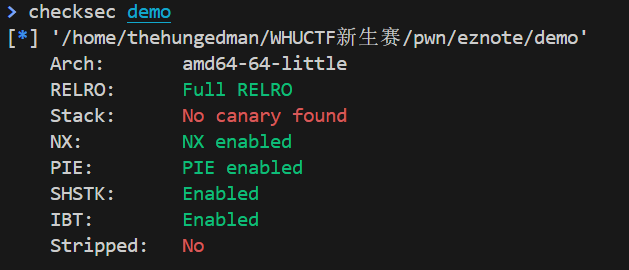 > checksec demo
[*] '/home/thehungedman/WHUCTF新生赛/pwn/eznote/demo'
    Arch:       amd64-64-little
    RELRO:      Full RELRO
    Stack:      No canary found
    NX:         NX enabled
    PIE:        PIE enabled
    SHSTK:      Enabled
    IBT:        Enabled
    Stripped:   No